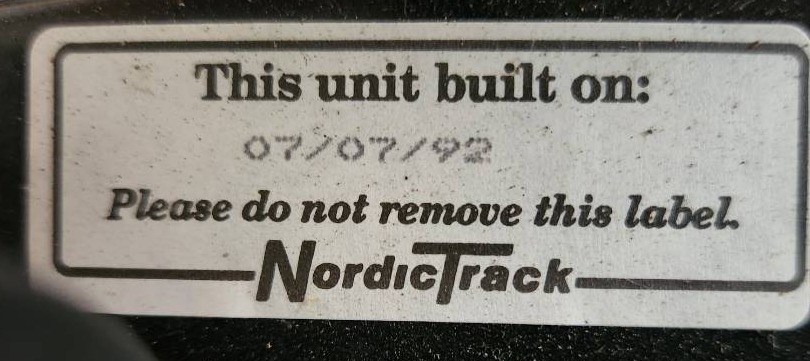 This unit built on:
07/07/92
Please do not remove this label.
NordicTrack